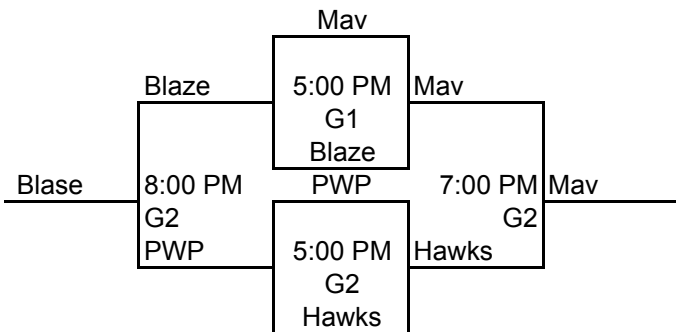 Mav
Blaze 5:00 PM Mav
G1
Blaze
Blase 8:00 PM PWP 7:00 PM Mav
G2 G2
PWP 5:00 PM Hawks
G2
Hawks